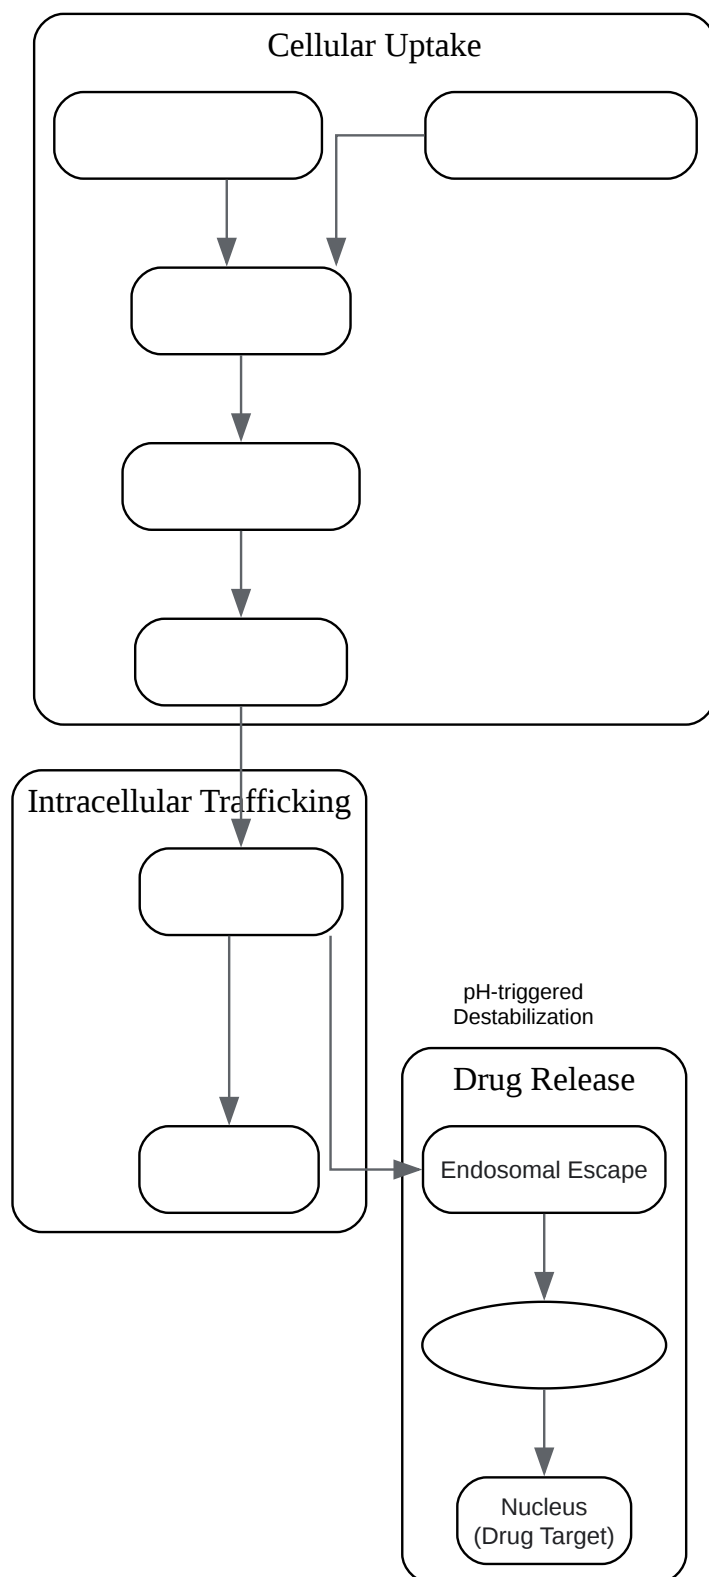 Cellular Uptake
Intracellular Trafficking
pH-triggered
Destabilization
Drug Release
Endosomal Escape
Nucleus
(Drug Target)